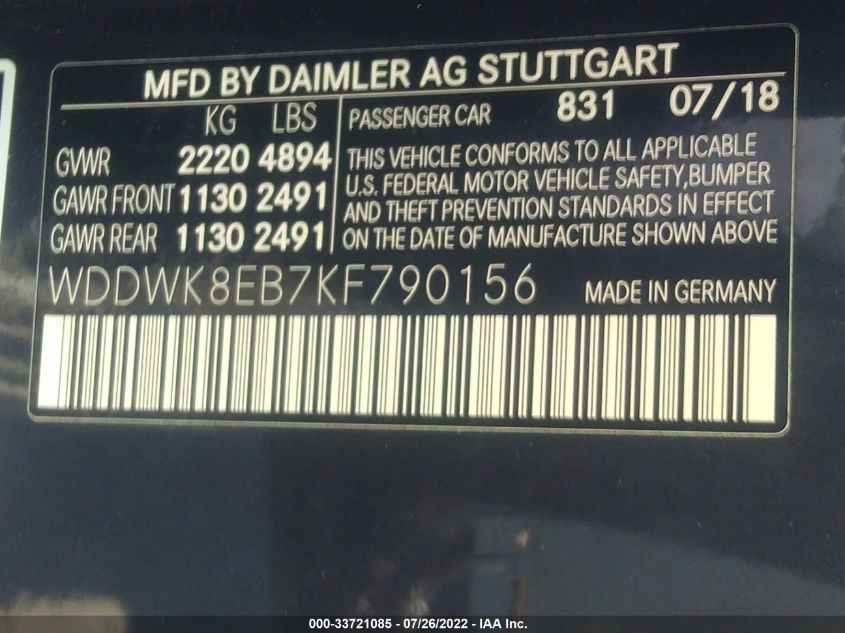 MFD BY DAIMLER AG STUTTGART
KG LBS
GVWR 2220 4894
GAWR FRONT 1130 2491
GAWR REAR 1130 2491
PASSENGER CAR 831 07/18
THIS VEHICLE CONFORMS TO ALL APPLICABLE
U.S. FEDERAL MOTOR VEHICLE SAFETY, BUMPER
AND THEFT PREVENTION STANDARDS IN EFFECT
ON THE DATE OF MANUFACTURE SHOWN ABOVE
WDDWK8EB7KF790156 MADE IN GERMANY
000-33721085 - 07/26/2022 - IAA Inc.